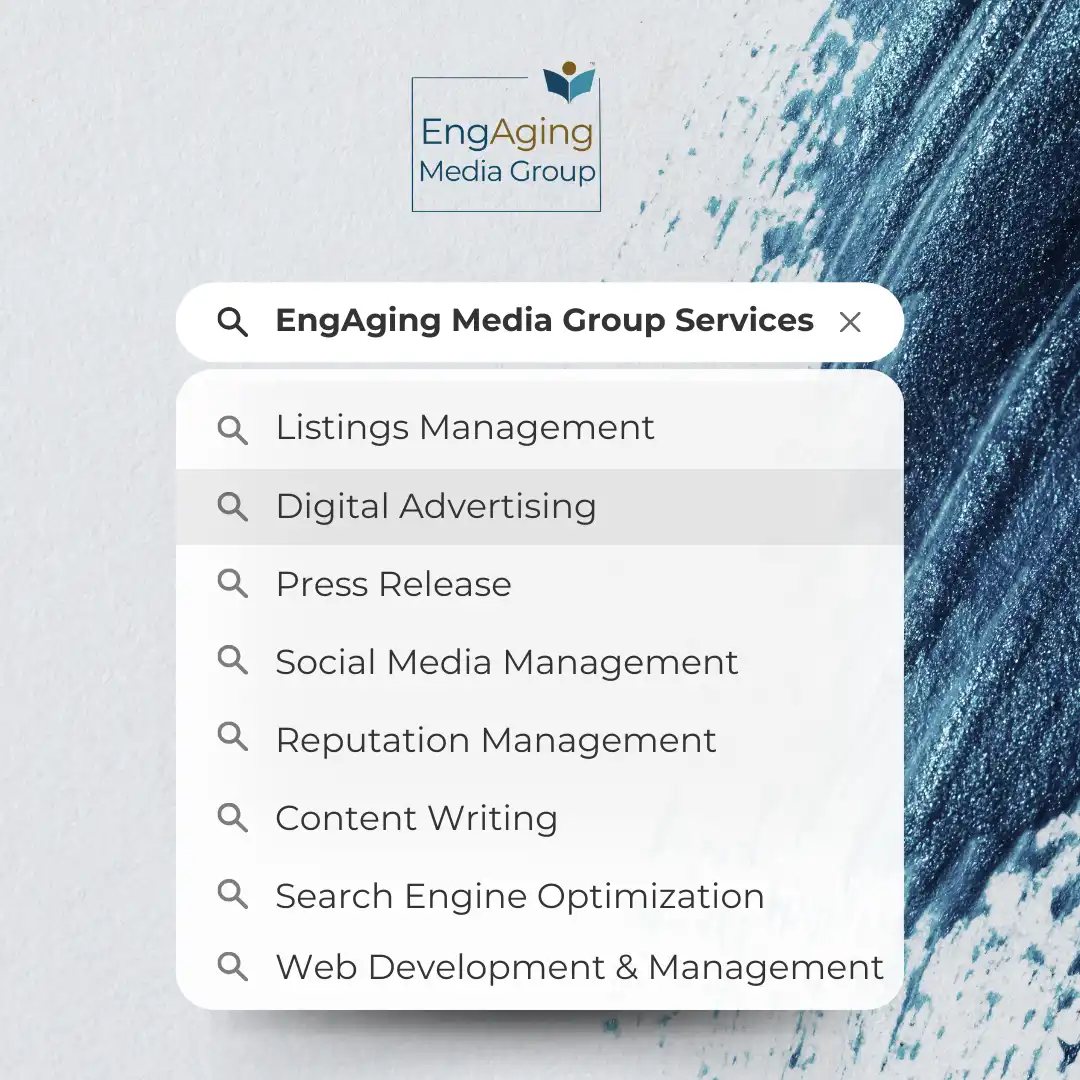 EngAging
Media Group
EngAging Media Group Services
Listings Management
Digital Advertising
Press Release
Social Media Management
Reputation Management
Content Writing
Search Engine Optimization
Web Development & Management